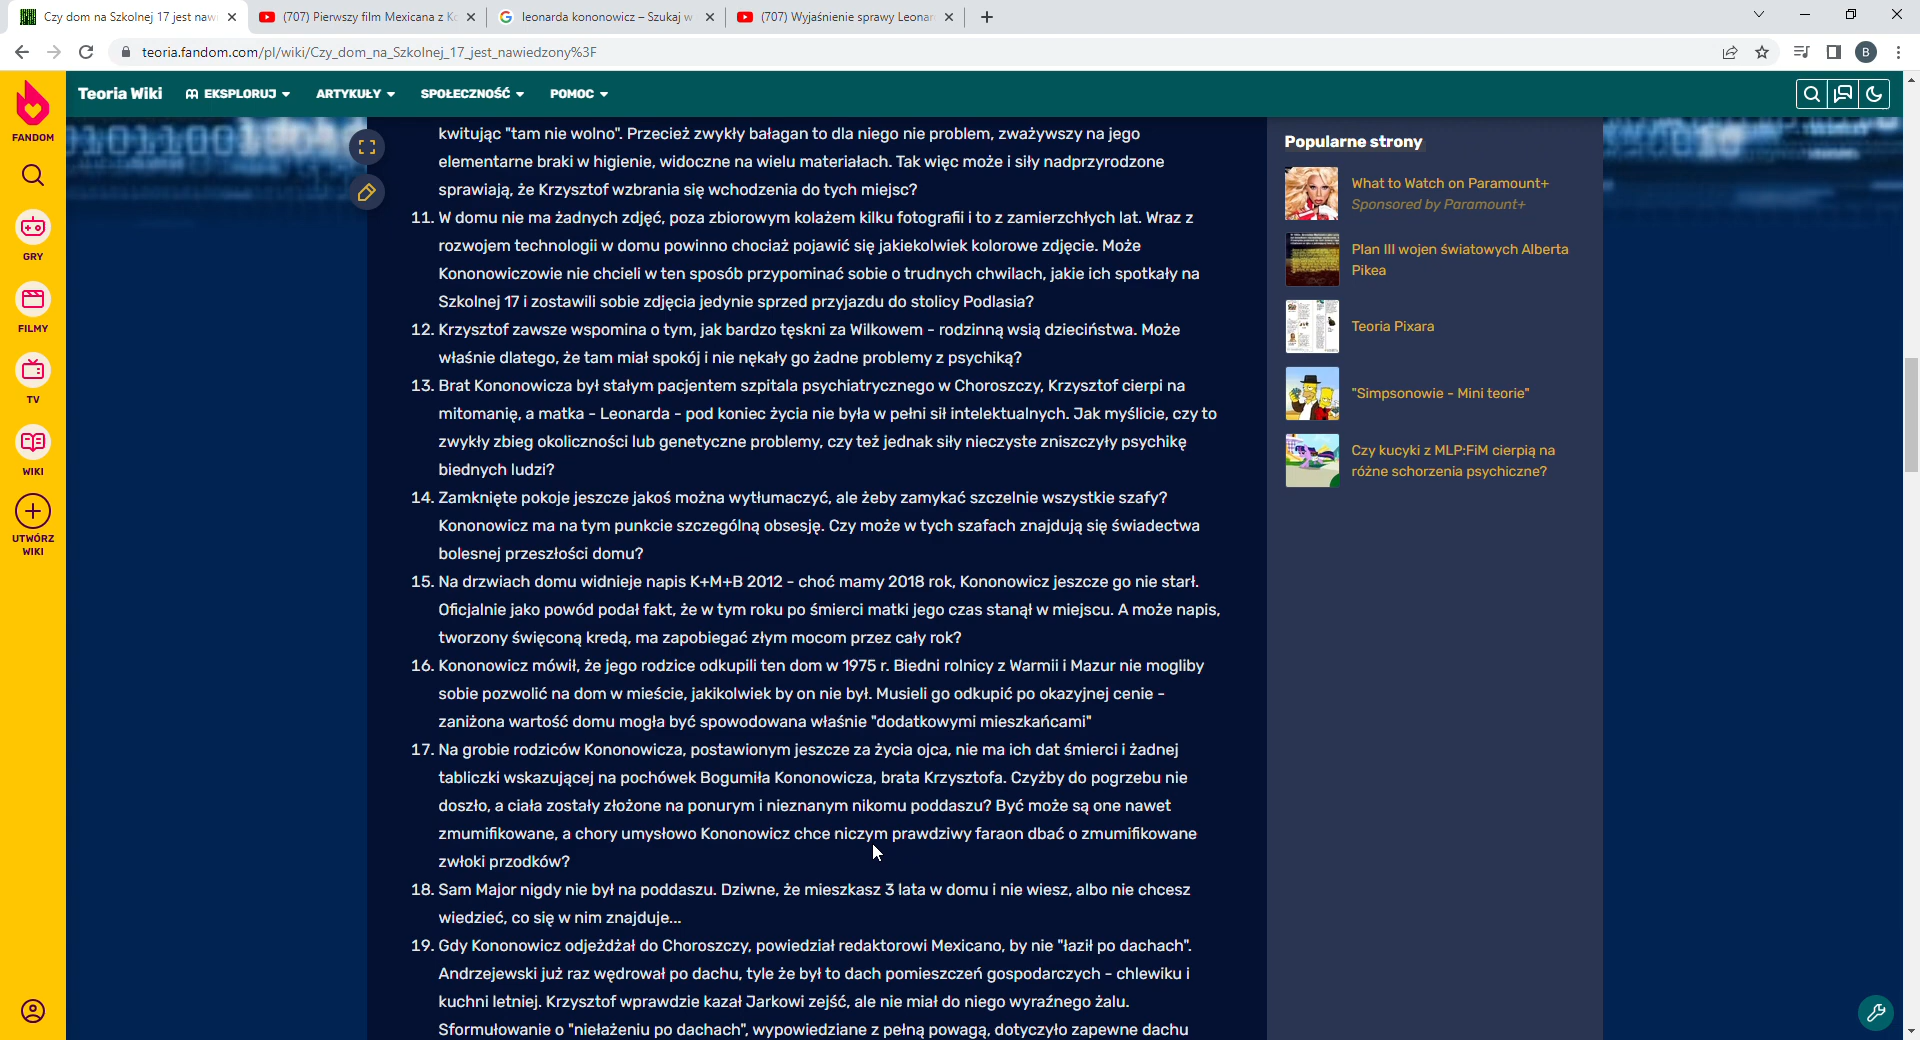 Czy dom na Szkolnej 17 jest naw
(707) Pierwszy film Mexicana z Ko
leonarda kononowicz – Szukaj w
(707) Wyjaśnienie sprawy Leonar
teoria.fandom.com/pl/wiki/Czy_dom_na_Szkolnej_17_jest_nawiedzony%3F
B
FANDOM
GRY
FILMY
TV
WIKI
UTWÓRZ
WIKI
Teoria Wiki
EKSPLORUJ
ARTYKUŁY
SPOŁECZNOŚĆ
POMOC
kwitując "tam nie wolno". Przecież zwykły bałagan to dla niego nie problem, zważywszy na jego
elementarne braki w higienie, widoczne na wielu materiałach. Tak więc może i siły nadprzyrodzone
sprawiają, że Krzysztof wzbrania się wchodzenia do tych miejsc?
11. W domu nie ma żadnych zdjęć, poza zbiorowym kolażem kilku fotografii i to z zamierzchłych lat. Wraz z
rozwojem technologii w domu powinno chociaż pojawić się jakiekolwiek kolorowe zdjęcie. Może
Kononowiczowie nie chcieli w ten sposób przypominać sobie o trudnych chwilach, jakie ich spotkały na
Szkolnej 17 i zostawili sobie zdjęcia jedynie sprzed przyjazdu do stolicy Podlasia?
12. Krzysztof zawsze wspomina o tym, jak bardzo tęskni za Wilkowem - rodzinną wsią dzieciństwa. Może
właśnie dlatego, że tam miał spokój i nie nękały go żadne problemy z psychiką?
13. Brat Kononowicza był stałym pacjentem szpitala psychiatrycznego w Choroszczy, Krzysztof cierpi na
mitomanię, a matka - Leonarda - pod koniec życia nie była w pełni sił intelektualnych. Jak myślicie, czy to
zwykły zbieg okoliczności lub genetyczne problemy, czy też jednak siły nieczyste zniszczyły psychikę
biednych ludzi?
14. Zamknięte pokoje jeszcze jakoś można wytłumaczyć, ale żeby zamykać szczelnie wszystkie szafy?
Kononowicz ma na tym punkcie szczególną obsesję. Czy może w tych szafach znajdują się świadectwa
bolesnej przeszłości domu?
15. Na drzwiach domu widnieje napis K+M+B 2012 - choć mamy 2018 rok, Kononowicz jeszcze go nie starł.
Oficjalnie jako powód podał fakt, że w tym roku po śmierci matki jego czas stanął w miejscu. A może napis,
tworzony święconą kredą, ma zapobiegać złym mocom przez cały rok?
16. Kononowicz mówił, że jego rodzice odkupili ten dom w 1975 r. Biedni rolnicy z Warmii i Mazur nie mogliby
sobie pozwolić na dom w mieście, jakikolwiek by on nie był. Musieli go odkupić po okazyjnej cenie -
zaniżona wartość domu mogła być spowodowana właśnie "dodatkowymi mieszkańcami"
17. Na grobie rodziców Kononowicza, postawionym jeszcze za życia ojca, nie ma ich dat śmierci i żadnej
tabliczki wskazującej na pochówek Bogumiła Kononowicza, brata Krzysztofa. Czyżby do pogrzebu nie
doszło, a ciała zostały złożone na ponurym i nieznanym nikomu poddaszu? Być może są one nawet
zmumifikowane, a chory umysłowo Kononowicz chce niczym prawdziwy faraon dbać o zmumifikowane
zwłoki przodków?
18. Sam Major nigdy nie był na poddaszu. Dziwne, że mieszkasz 3 lata w domu i nie wiesz, albo nie chcesz
wiedzieć, co się w nim znajduje...
19. Gdy Kononowicz odjeżdżał do Choroszczy, powiedział redaktorowi Mexicano, by nie "łaził po dachach".
Andrzejewski już raz wędrował po dachu, tyle że był to dach pomieszczeń gospodarczych - chlewiku i
kuchni letniej. Krzysztof wprawdzie kazał Jarkowi zejść, ale nie miał do niego wyraźnego żalu.
Sformułowanie o "niełażeniu po dachach", wypowiedziane z pełną powagą, dotyczyło zapewne dachu
Popularne strony
What to Watch on Paramount+
Sponsored by Paramount+
Plan III wojen światowych Alberta
Pikea
Teoria Pixara
"Simpsonowie - Mini teorie"
Czy kucyki z MLP:FiM cierpią na
różne schorzenia psychiczne?